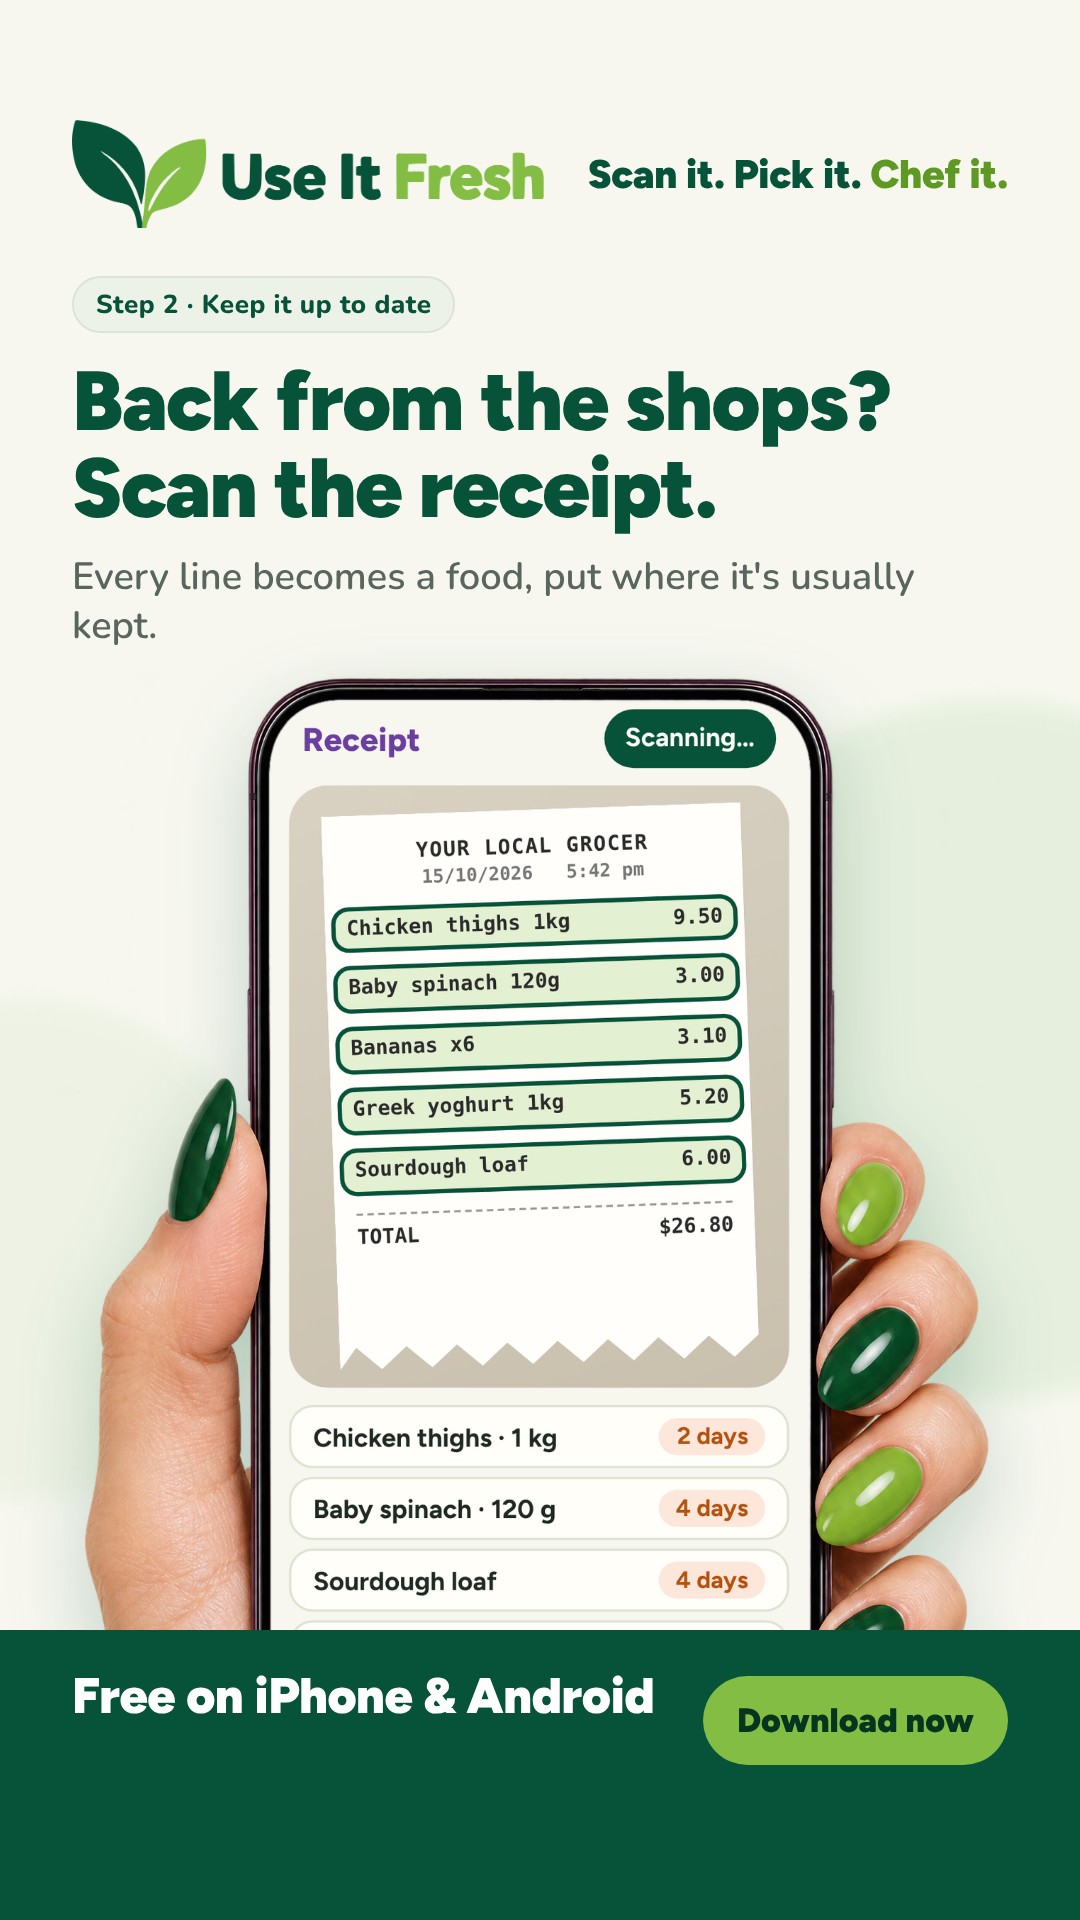 Use It Fresh
Scan it. Pick it. Chef it.
Step 2 · Keep it up to date
Back from the shops?
Scan the receipt.
Every line becomes a food, put where it's usually
kept.
Receipt
Scanning...
YOUR LOCAL GROCER
15/10/2026 5:42 pm
Chicken thighs 1kg 9.50
Baby spinach 120g 3.00
Bananas x6 3.10
Greek yoghurt 1kg 5.20
Sourdough loaf 6.00
TOTAL $26.80
Chicken thighs · 1 kg 2 days
Baby spinach · 120 g 4 days
Sourdough loaf 4 days
Free on iPhone & Android
Download now